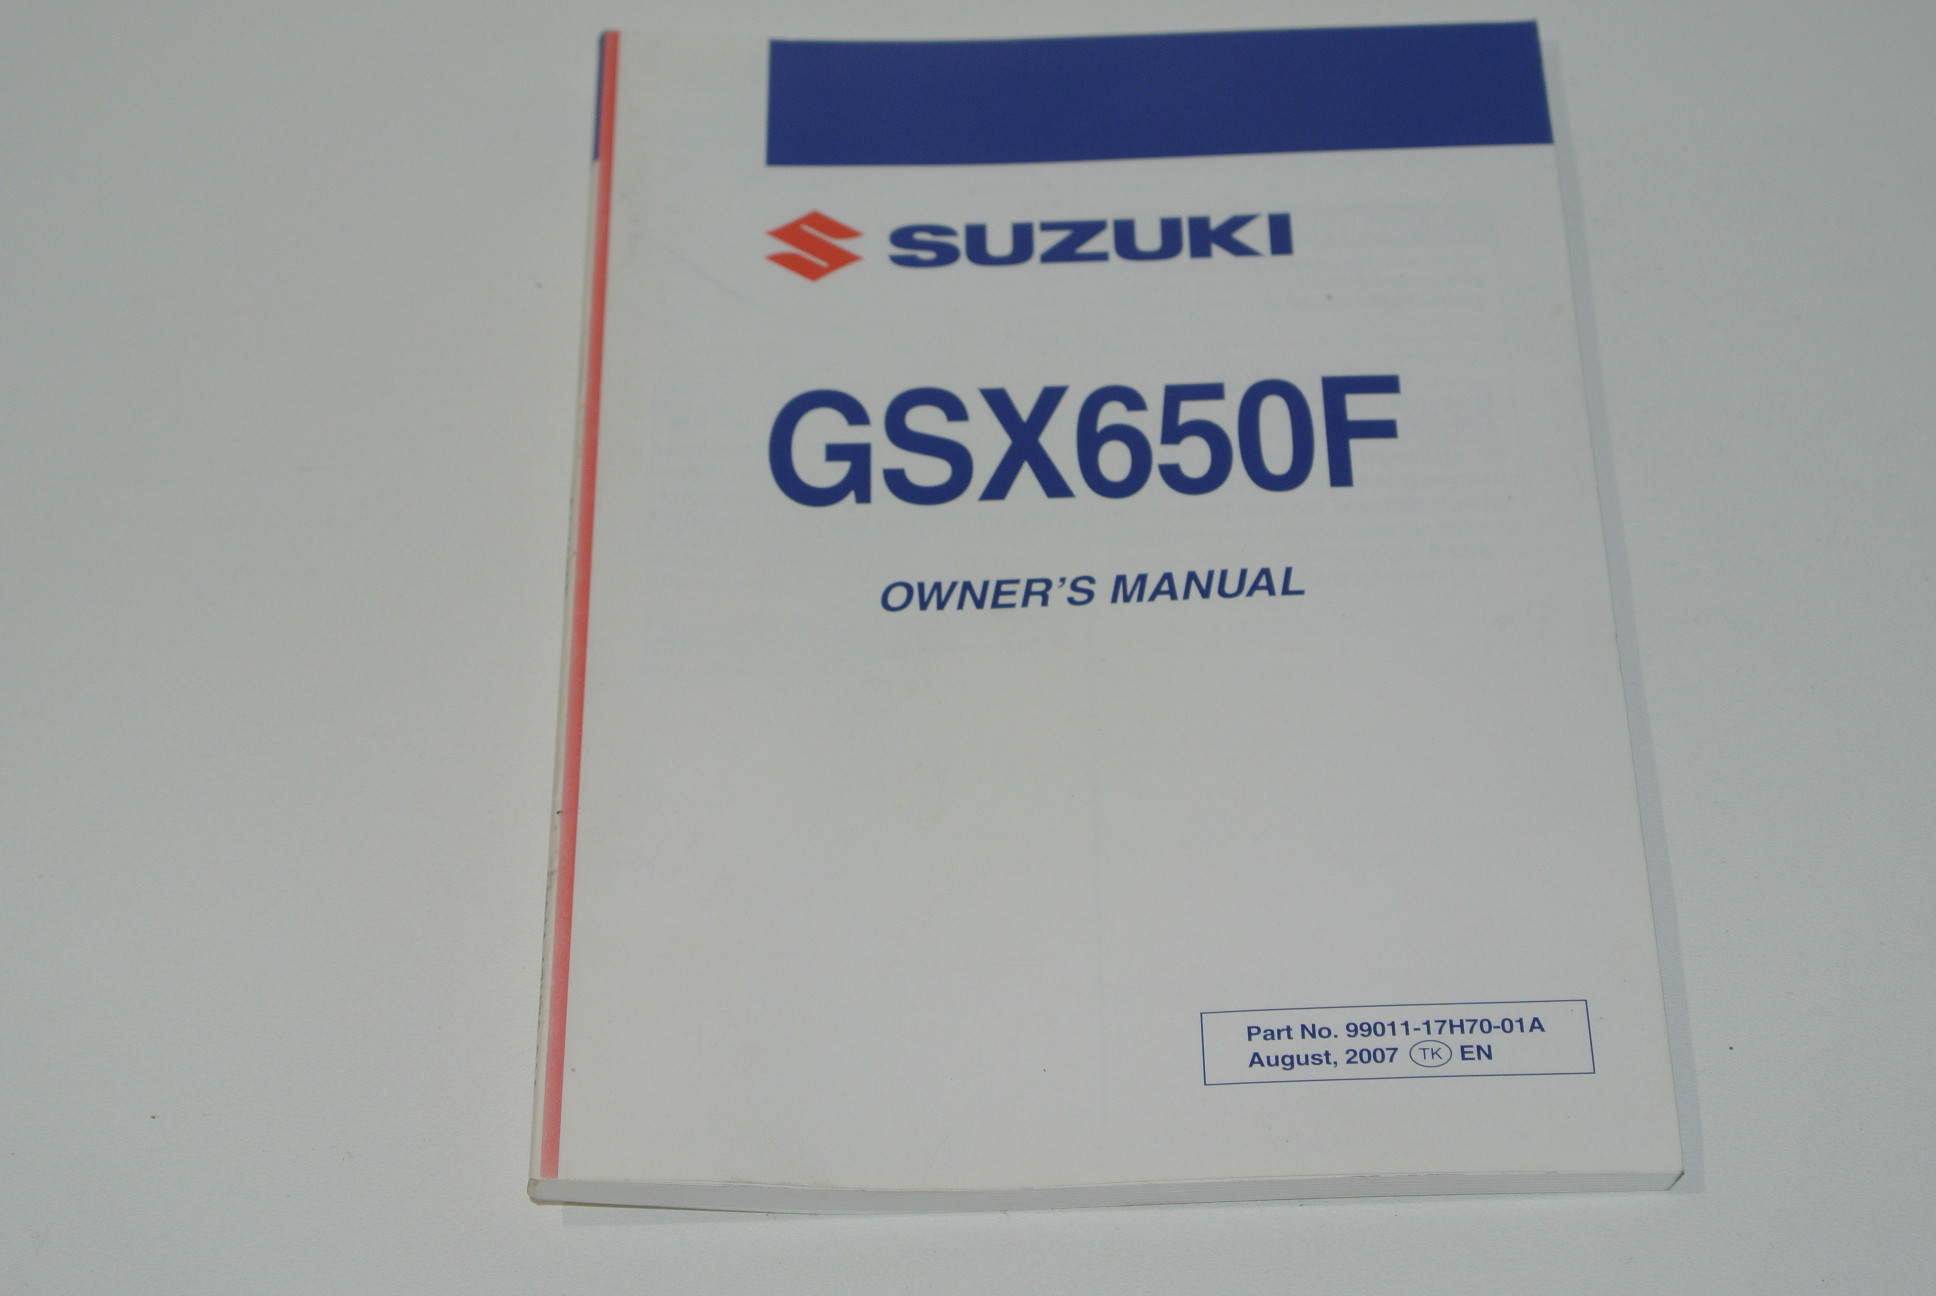 SUZUKI
GSX650F
OWNER'S MANUAL
Part No. 99011-17H70-01A
August, 2007 TK EN